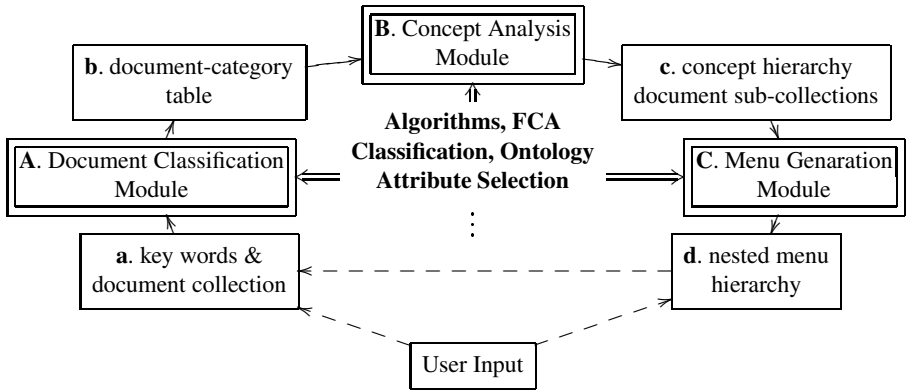 B. Concept Analysis
Module
b. document-category
table
c. concept hierarchy
document sub-collections
Algorithms, FCA
Classification, Ontology
Attribute Selection
A. Document Classification
Module
C. Menu Genaration
Module
a. key words &
document collection
d. nested menu
hierarchy
User Input